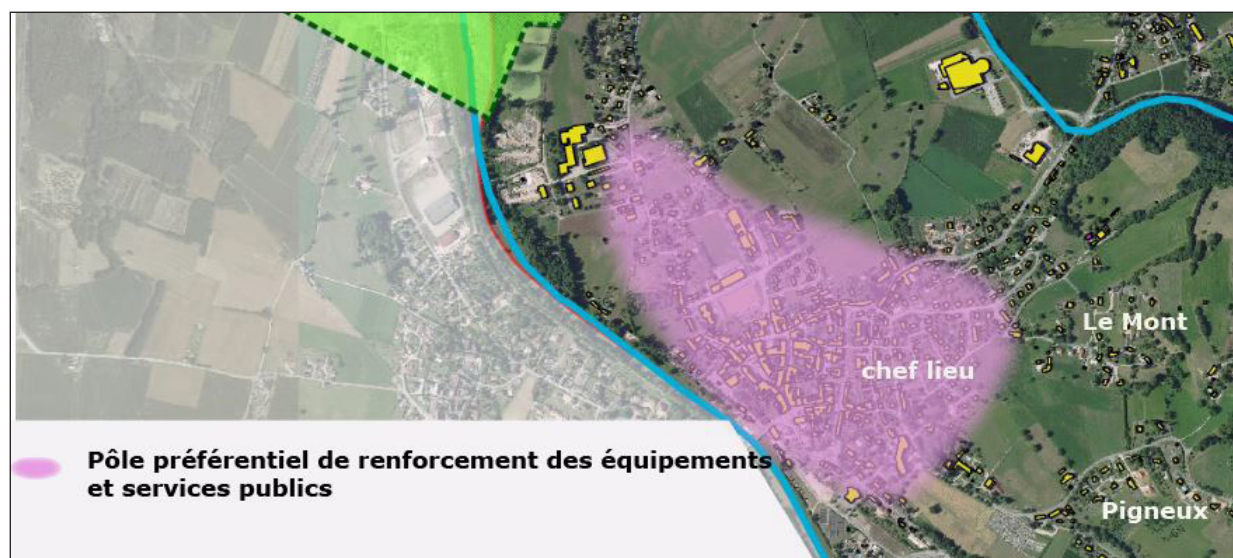 Le Mont
chef lieu
Pôle préférentiel de renforcement des équipements
et services publics
Pigneux